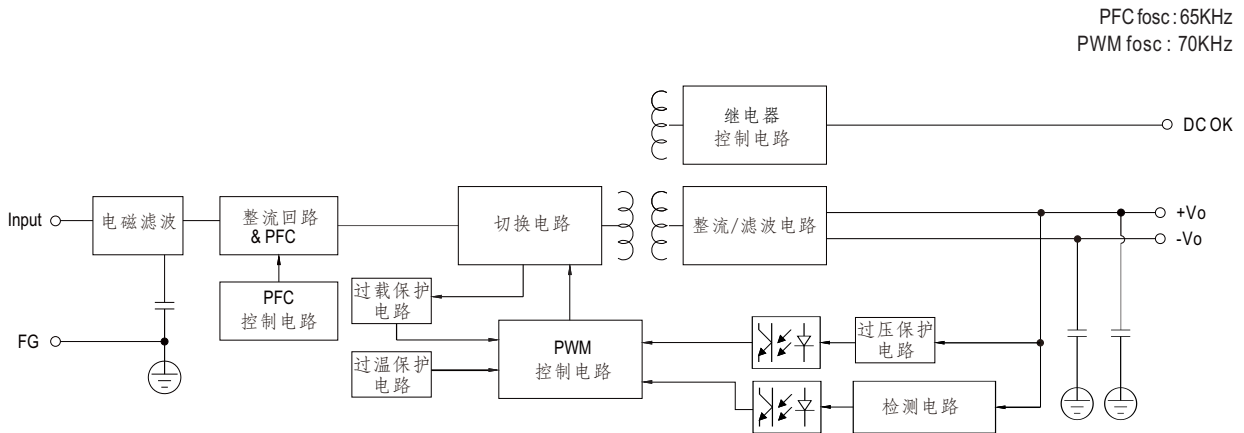 PFC fosc : 65KHz
PWM fosc : 70KHz
继电器
控制电路
DC OK
Input
电磁滤波
整流回路
& PFC
切换电路
整流/滤波电路
+Vo
-Vo
PFC
控制电路
过载保护
电路
FG
过温保护
电路
PWM
控制电路
过压保护
电路
检测电路